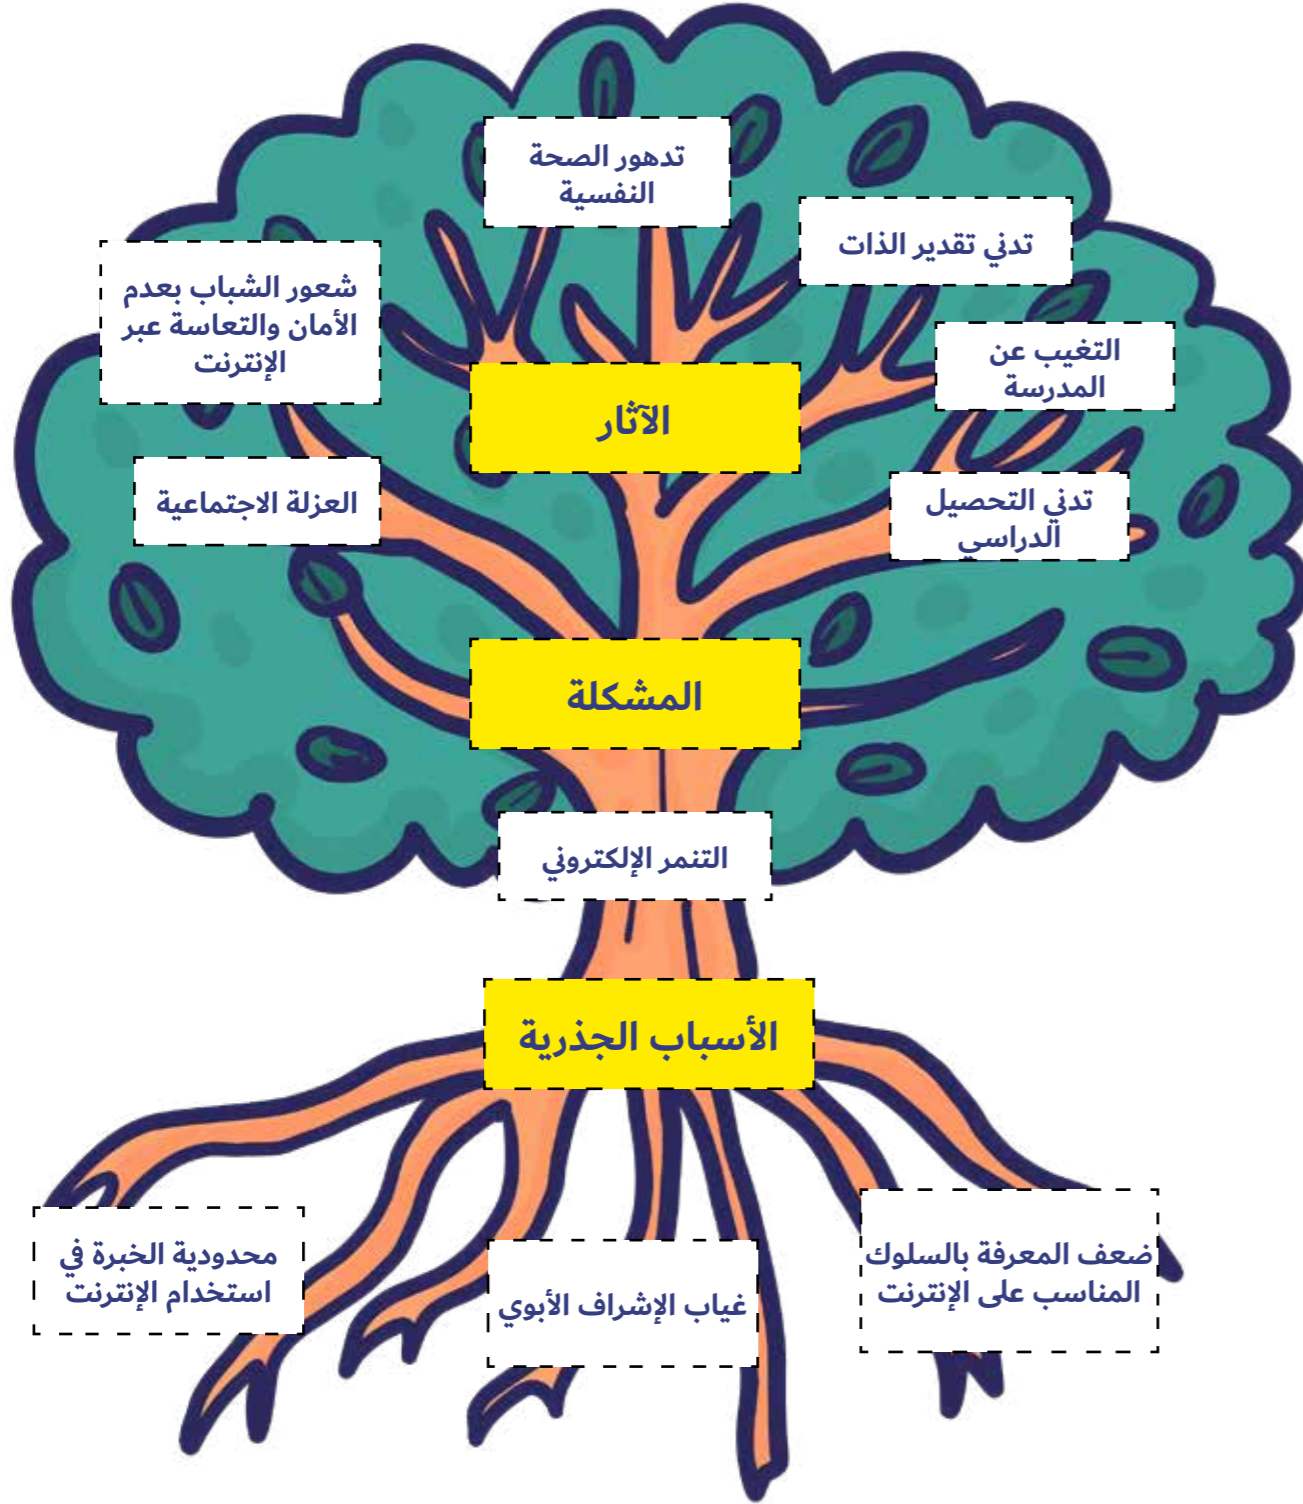 تدهور الصحة
النفسية
تدني تقدير الذات
شعور الشباب بعدم
الأمان والتعاسة عبر
الإنترنت
التغيب عن
المدرسة
الآثار
تدني التحصيل
الدراسي
العزلة الاجتماعية
المشكلة
التنمر الإلكتروني
الأسباب الجذرية
ضعف المعرفة بالسلوك
المناسب على الإنترنت
غياب الإشراف الأبوي
محدودية الخبرة في
استخدام الإنترنت